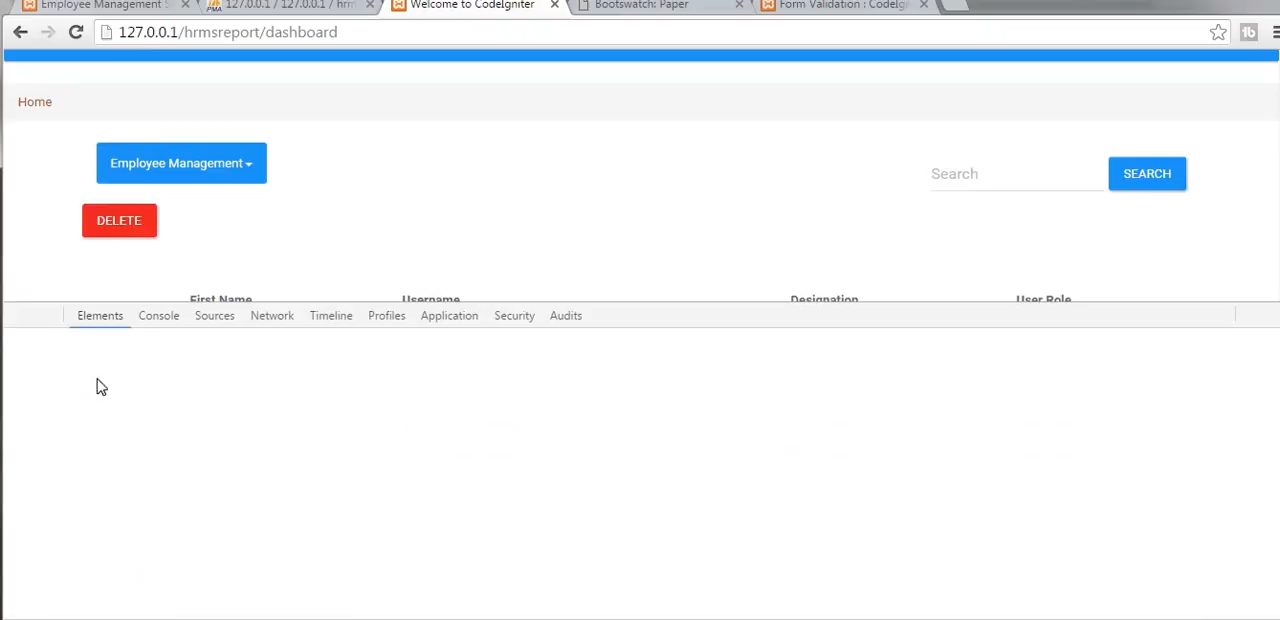 Employee Management
127.0.0.1 / 127.0.0.1 / hrm
Welcome to CodeIgniter
Bootswatch: Paper
Form Validation : CodeIg
127.0.0.1/hrmsreport/dashboard
Home
Employee Management
Search
SEARCH
DELETE
First Name
Username
Designation
User Role
Elements
Console
Sources
Network
Timeline
Profiles
Application
Security
Audits